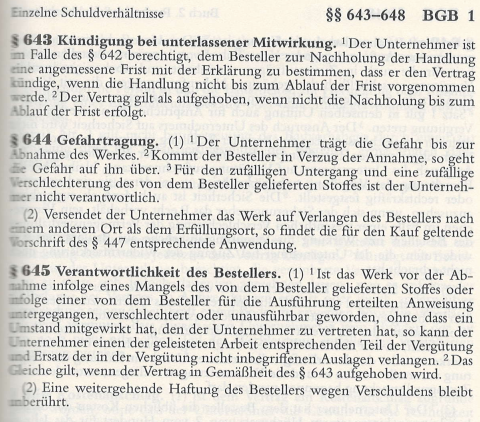 Einzelne Schuldverhältnisse §§ 643–648 BGB 1
§ 643 Kündigung bei unterlassener Mitwirkung. ¹Der Unternehmer ist
im Falle des § 642 berechtigt, dem Besteller zur Nachholung der Handlung
eine angemessene Frist mit der Erklärung zu bestimmen, dass er den Vertrag
kündige, wenn die Handlung nicht bis zum Ablauf der Frist vorgenommen
werde. ²Der Vertrag gilt als aufgehoben, wenn nicht die Nachholung bis zum
Ablauf der Frist erfolgt.
§ 644 Gefahrtragung. (1) ¹Der Unternehmer trägt die Gefahr bis zur
Abnahme des Werkes. ²Kommt der Besteller in Verzug der Annahme, so geht
die Gefahr auf ihn über. ³Für den zufälligen Untergang und eine zufällige
Verschlechterung des von dem Besteller gelieferten Stoffes ist der Unterneh-
mer nicht verantwortlich.
(2) Versendet der Unternehmer das Werk auf Verlangen des Bestellers nach
einem anderen Ort als dem Erfüllungsort, so findet die für den Kauf geltende
Vorschrift des § 447 entsprechende Anwendung.
§ 645 Verantwortlichkeit des Bestellers. (1) ¹Ist das Werk vor der Ab-
nahme infolge eines Mangels des von dem Besteller gelieferten Stoffes oder
infolge einer von dem Besteller für die Ausführung erteilten Anweisung
untergegangen, verschlechtert oder unausführbar geworden, ohne dass ein
Umstand mitgewirkt hat, den der Unternehmer zu vertreten hat, so kann der
Unternehmer einen der geleisteten Arbeit entsprechenden Teil der Vergütung
und Ersatz der in der Vergütung nicht inbegriffenen Auslagen verlangen. ²Das
Gleiche gilt, wenn der Vertrag in Gemäßheit des § 643 aufgehoben wird.
(2) Eine weitergehende Haftung des Bestellers wegen Verschuldens bleibt
unberührt.